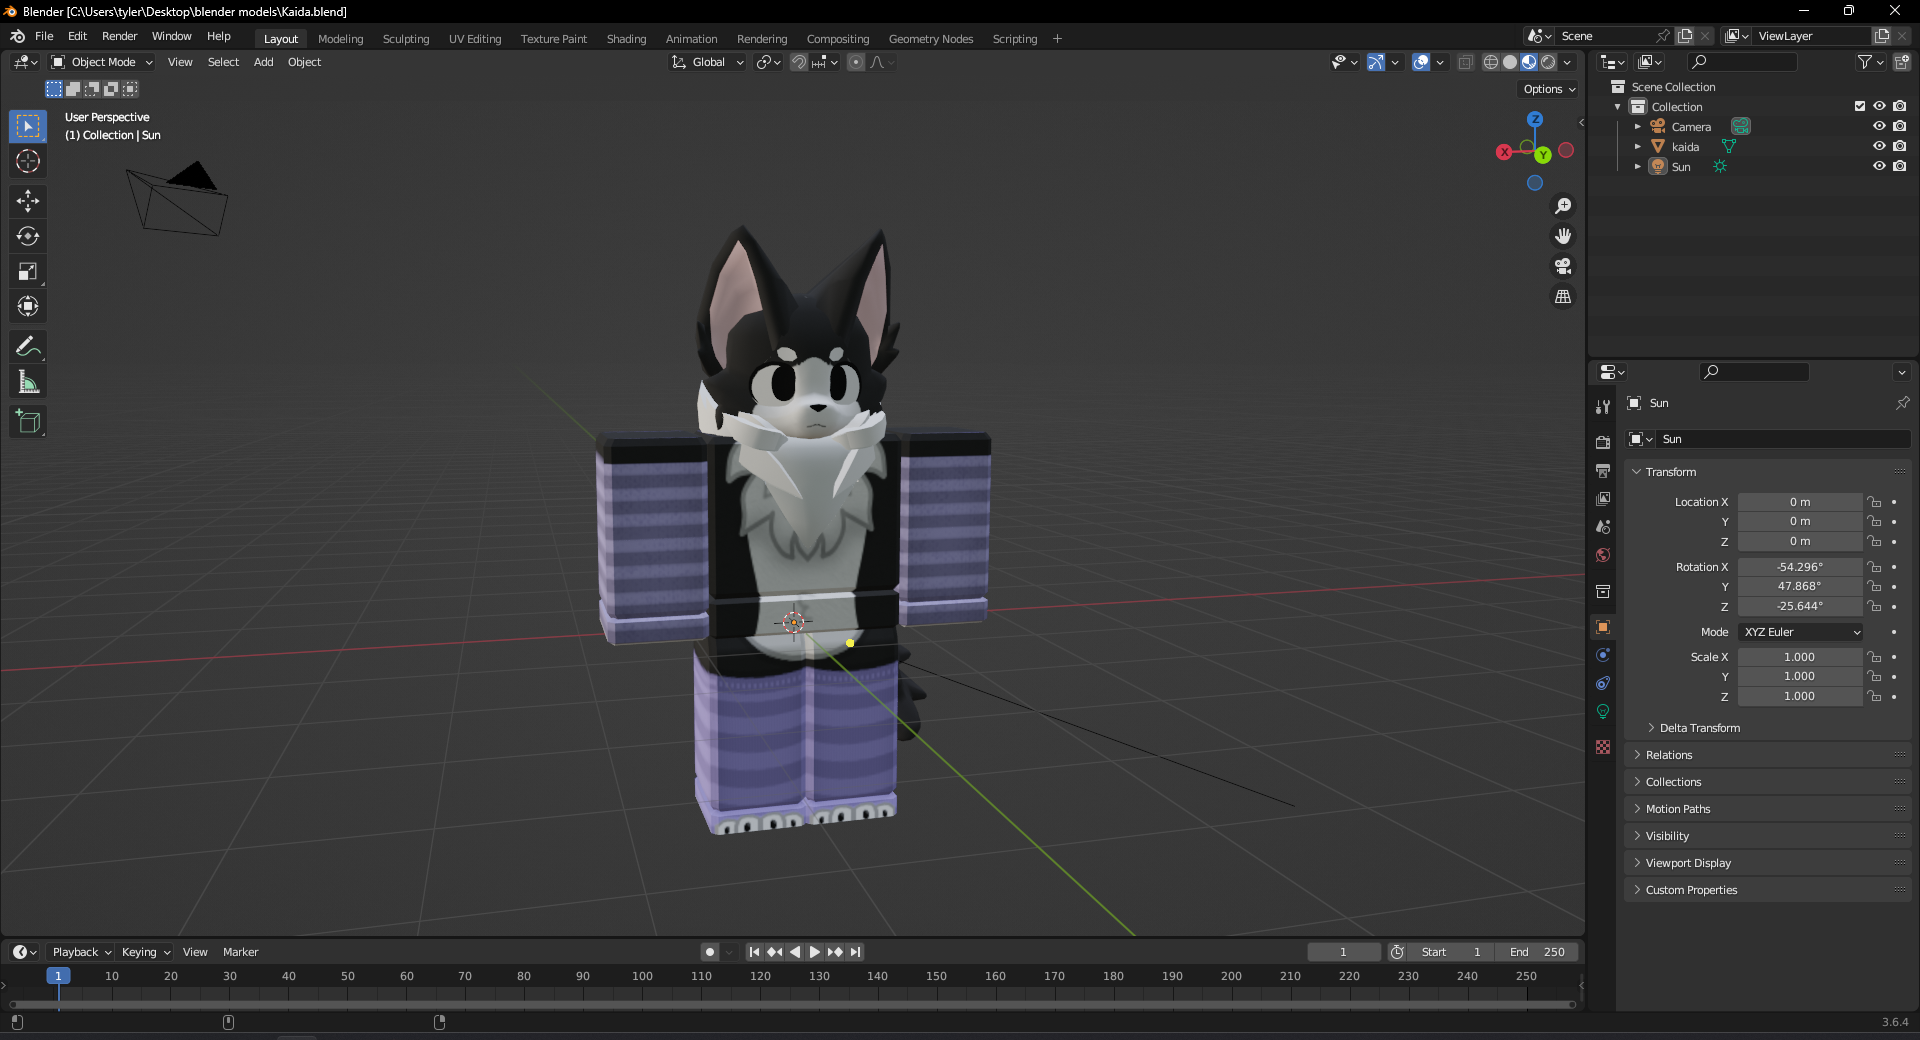 Blender [C:\Users\tyler\Desktop\blender models\Kaida.blend]
File Edit Render Window Help Layout Modeling Sculpting UV Editing Texture Paint Shading Animation Rendering Compositing Geometry Nodes Scripting + Scene ViewLayer
Object Mode View Select Add Object Global
Options
User Perspective
(1) Collection | Sun
Z
X
Y
Scene Collection
Collection
Camera
kaida
Sun
Sun
Sun
Transform
Location X 0 m
Y 0 m
Z 0 m
Rotation X -54.296°
Y 47.868°
Z -25.644°
Mode XYZ Euler
Scale X 1.000
Y 1.000
Z 1.000
Delta Transform
Relations
Collections
Motion Paths
Visibility
Viewport Display
Custom Properties
Playback Keying View Marker 1 Start 1 End 250
1 10 20 30 40 50 60 70 80 90 100 110 120 130 140 150 160 170 180 190 200 210 220 230 240 250
3.6.4